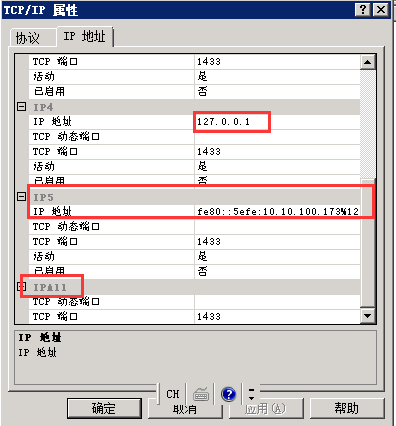 TCP/IP 属性
协议
IP 地址
TCP 端口 1433
活动 是
已启用 否
IP4
IP 地址 127.0.0.1
TCP 动态端口
TCP 端口 1433
活动 是
已启用 否
IP5
IP 地址 fe80::5efe:10.10.100.173%12
TCP 动态端口
TCP 端口 1433
活动 是
已启用 否
IPAll
TCP 动态端口
TCP 端口 1433
IP 地址
IP 地址
CH
确定
取消
应用(A)
帮助